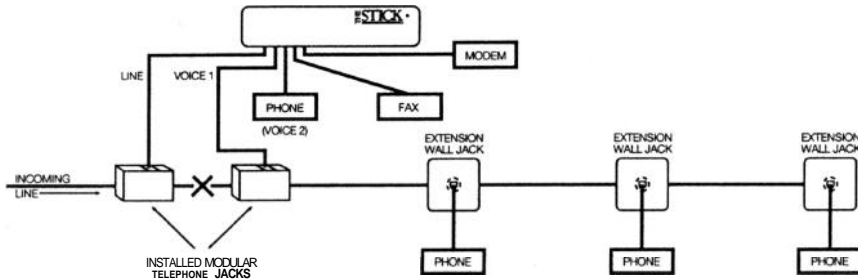 THE STICK
MODEM
LINE
VOICE 1
PHONE
(VOICE 2)
FAX
EXTENSION
WALL JACK
EXTENSION
WALL JACK
EXTENSION
WALL JACK
INCOMING
LINE
INSTALLED MODULAR
TELEPHONE JACKS
PHONE
PHONE
PHONE